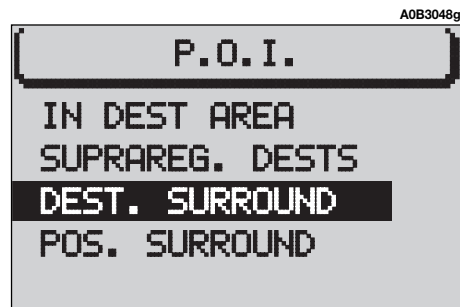 A0B3048g
P.O.I.
IN DEST AREA
SUPRAREG. DESTS
DEST. SURROUND
POS. SURROUND